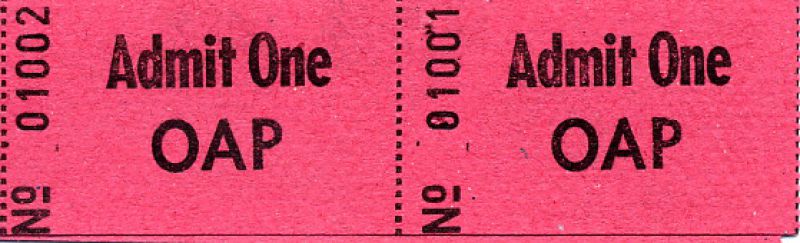 Nº 01002
Admit One
OAP
Nº 01001
Admit One
OAP